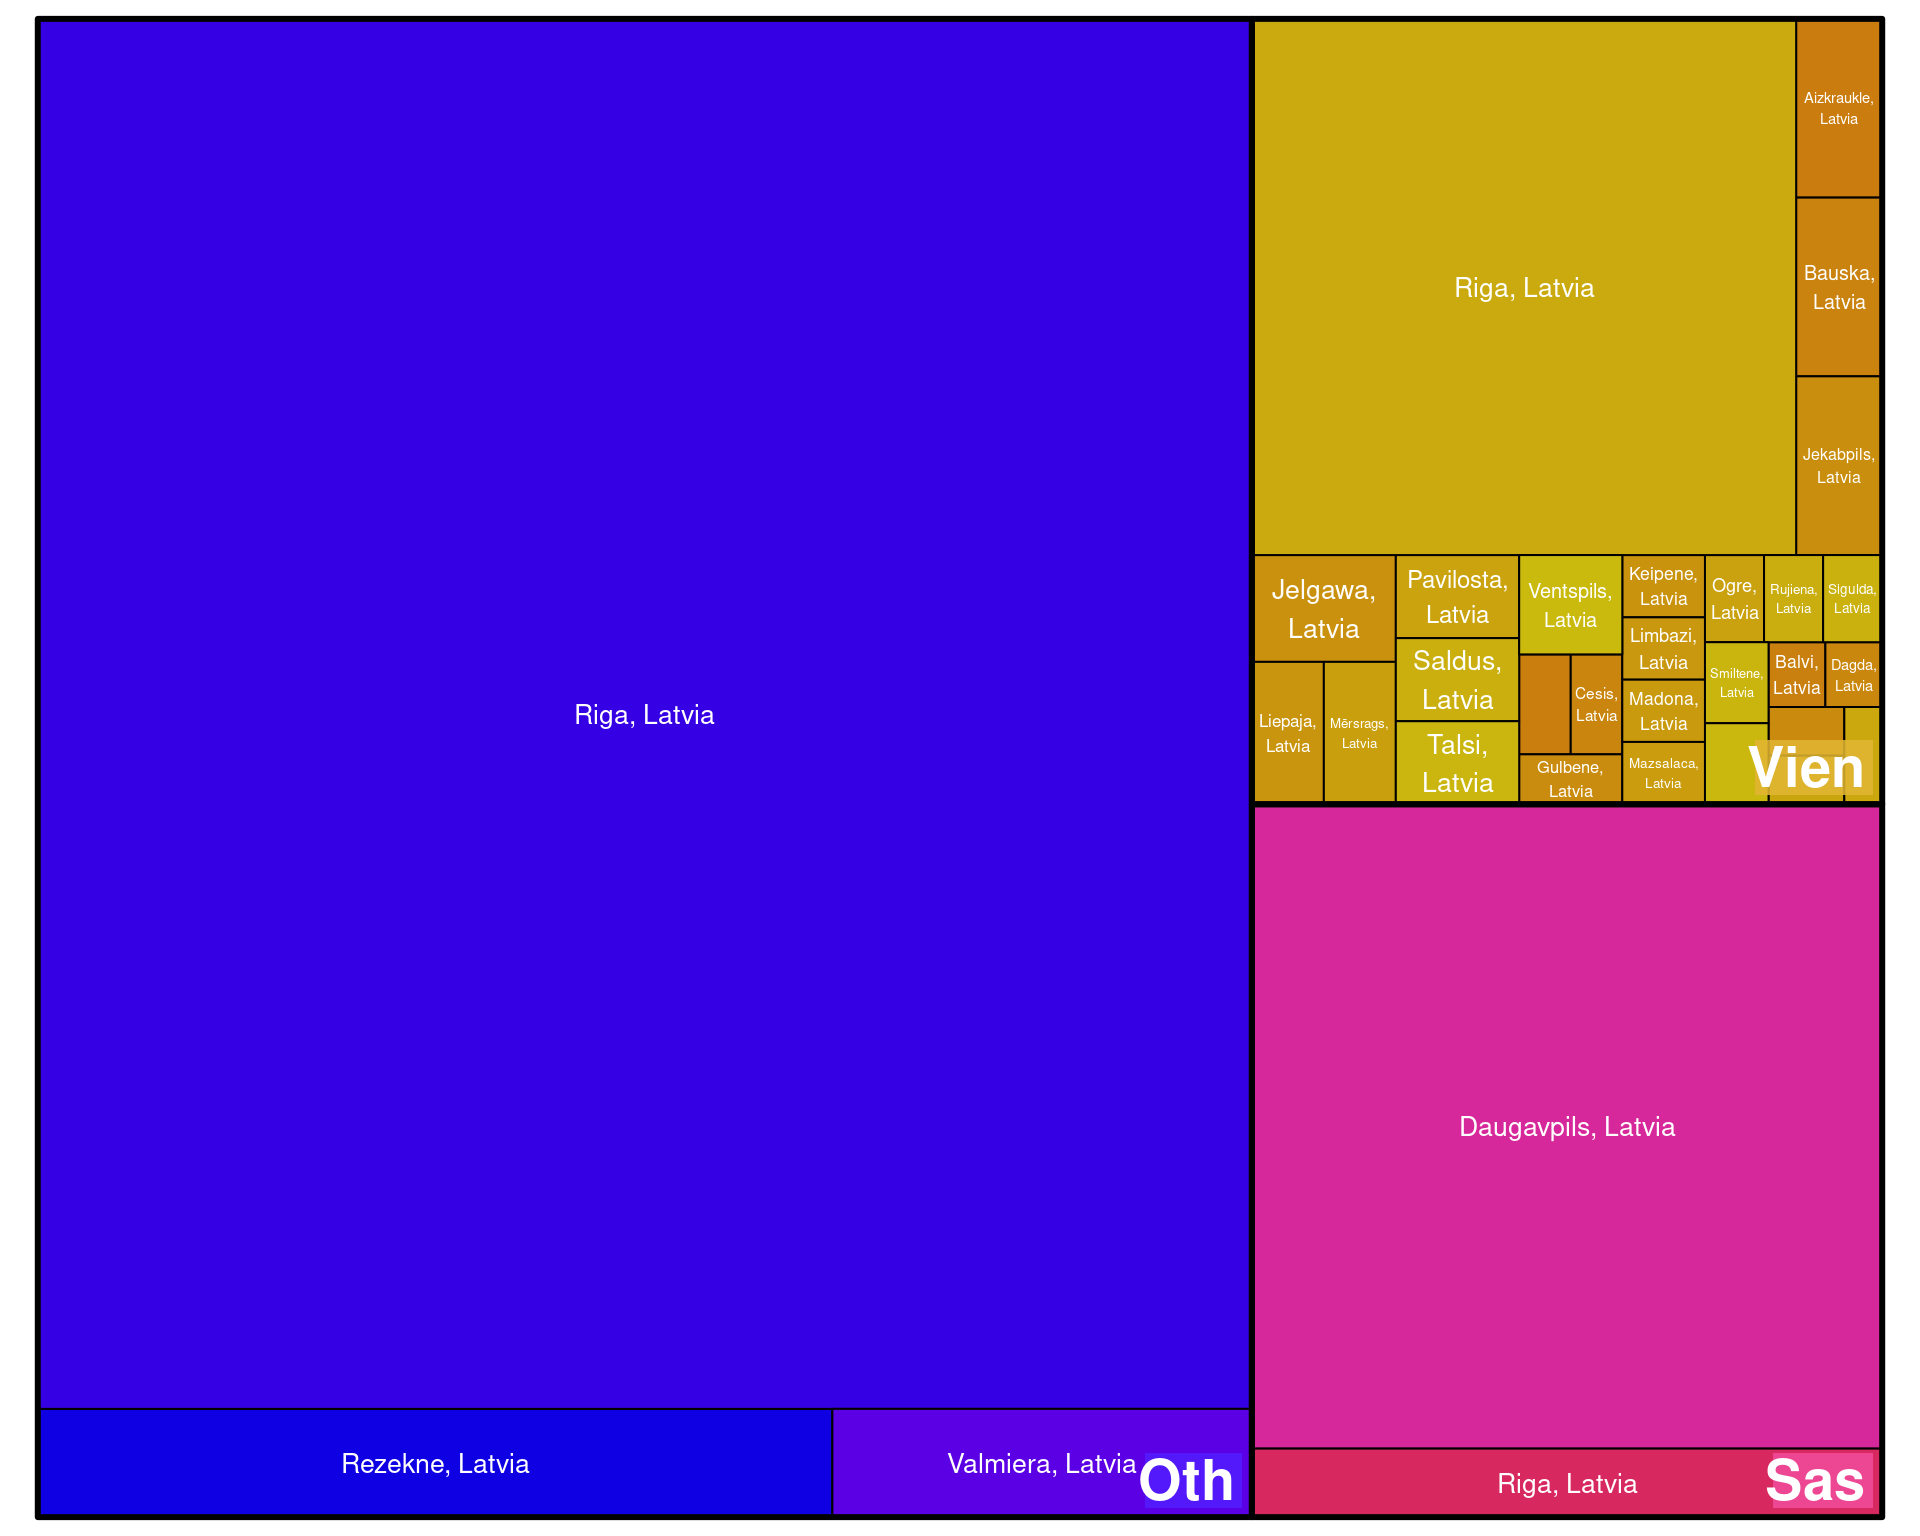 Riga, Latvia
Rezekne, Latvia
Valmiera, Latvia
Oth
Riga, Latvia
Aizkraukle,
Latvia
Bauska,
Latvia
Jekabpils,
Latvia
Jelgawa,
Latvia
Liepaja,
Latvia
Mērsrags,
Latvia
Pavilosta,
Latvia
Saldus,
Latvia
Talsi,
Latvia
Ventspils,
Latvia
Cesis,
Latvia
Gulbene,
Latvia
Keipene,
Latvia
Limbazi,
Latvia
Madona,
Latvia
Mazsalaca,
Latvia
Ogre,
Latvia
Rujiena,
Latvia
Sigulda,
Latvia
Smiltene,
Latvia
Balvi,
Latvia
Dagda,
Latvia
Vien
Daugavpils, Latvia
Riga, Latvia
Sas